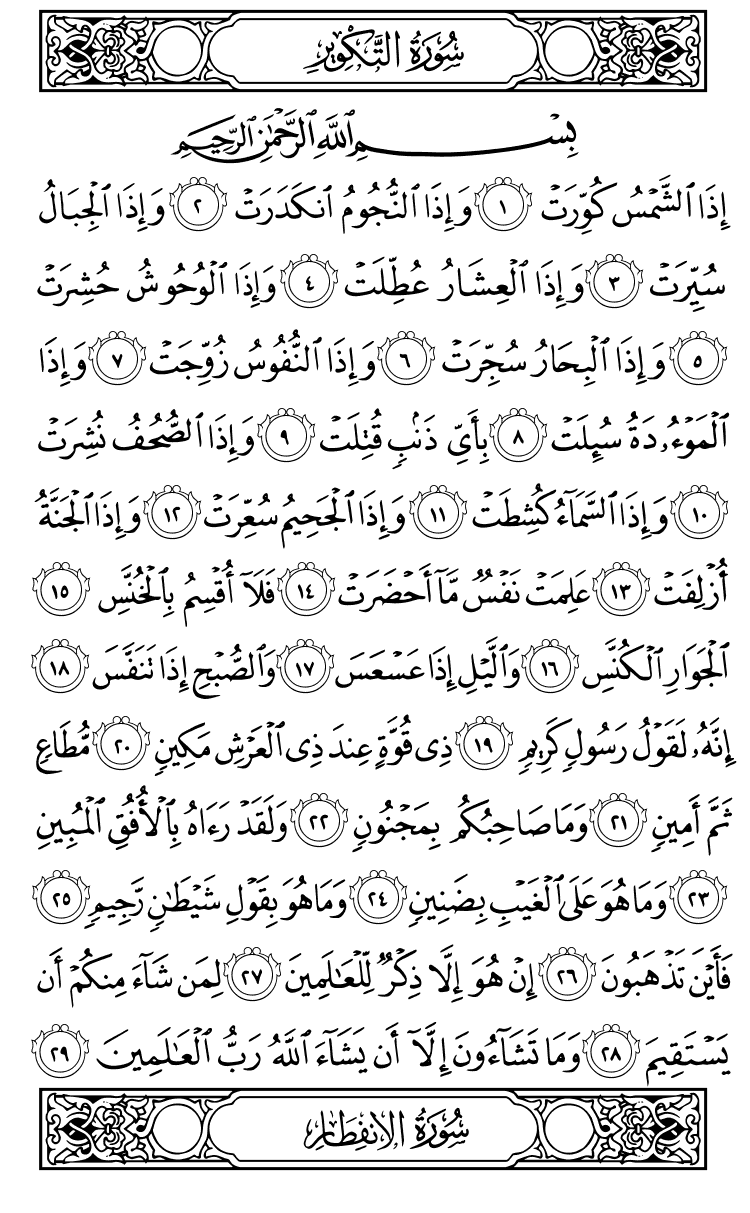 سُورَةُ التَّكْوِيرِ
بِسْمِ ٱللَّهِ ٱلرَّحْمَٰنِ ٱلرَّحِيمِ
إِذَا ٱلشَّمْسُ كُوِّرَتْ ١ وَإِذَا ٱلنُّجُومُ ٱنكَدَرَتْ ٢ وَإِذَا ٱلْجِبَالُ
سُيِّرَتْ ٣ وَإِذَا ٱلْعِشَارُ عُطِّلَتْ ٤ وَإِذَا ٱلْوُحُوشُ حُشِرَتْ
٥ وَإِذَا ٱلْبِحَارُ سُجِّرَتْ ٦ وَإِذَا ٱلنُّفُوسُ زُوِّجَتْ ٧ وَإِذَا
ٱلْمَوْءُۥدَةُ سُئِلَتْ ٨ بِأَىِّ ذَنۢبٍ قُتِلَتْ ٩ وَإِذَا ٱلصُّحُفُ نُشِرَتْ
١٠ وَإِذَا ٱلسَّمَآءُ كُشِطَتْ ١١ وَإِذَا ٱلْجَحِيمُ سُعِّرَتْ ١٢ وَإِذَا ٱلْجَنَّةُ
أُزْلِفَتْ ١٣ عَلِمَتْ نَفْسٌ مَّآ أَحْضَرَتْ ١٤ فَلَآ أُقْسِمُ بِٱلْخُنَّسِ ١٥
ٱلْجَوَارِ ٱلْكُنَّسِ ١٦ وَٱلَّيْلِ إِذَا عَسْعَسَ ١٧ وَٱلصُّبْحِ إِذَا تَنَفَّسَ ١٨
إِنَّهُۥ لَقَوْلُ رَسُولٍ كَرِيمٍ ١٩ ذِى قُوَّةٍ عِندَ ذِى ٱلْعَرْشِ مَكِينٍ ٢٠ مُّطَاعٍ
ثَمَّ أَمِينٍ ٢١ وَمَا صَاحِبُكُم بِمَجْنُونٍ ٢٢ وَلَقَدْ رَءَاهُ بِٱلْأُفُقِ ٱلْمُبِينِ
٢٣ وَمَا هُوَ عَلَى ٱلْغَيْبِ بِضَنِينٍ ٢٤ وَمَا هُوَ بِقَوْلِ شَيْطَٰنٍ رَّجِيمٍ ٢٥
فَأَيْنَ تَذْهَبُونَ ٢٦ إِنْ هُوَ إِلَّا ذِكْرٌ لِّلْعَٰلَمِينَ ٢٧ لِمَن شَآءَ مِنكُمْ أَن
يَسْتَقِيمَ ٢٨ وَمَا تَشَآءُونَ إِلَّآ أَن يَشَآءَ ٱللَّهُ رَبُّ ٱلْعَٰلَمِينَ ٢٩
سُورَةُ الِانفِطَارِ